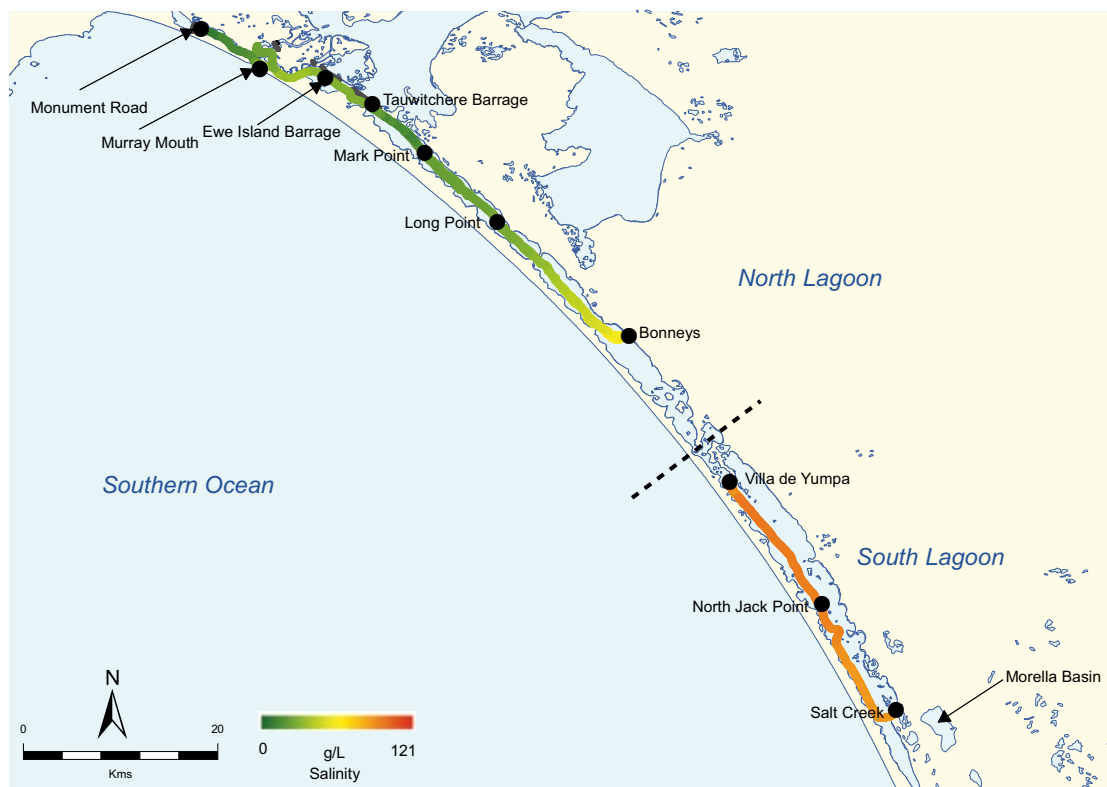 Monument Road
Murray Mouth
Ewe Island Barrage
Tauwitchere Barrage
Mark Point
Long Point
North Lagoon
Bonneys
Southern Ocean
Villa de Yumpa
South Lagoon
North Jack Point
Morella Basin
Salt Creek
N
0 20
Kms
0 g/L 121
Salinity